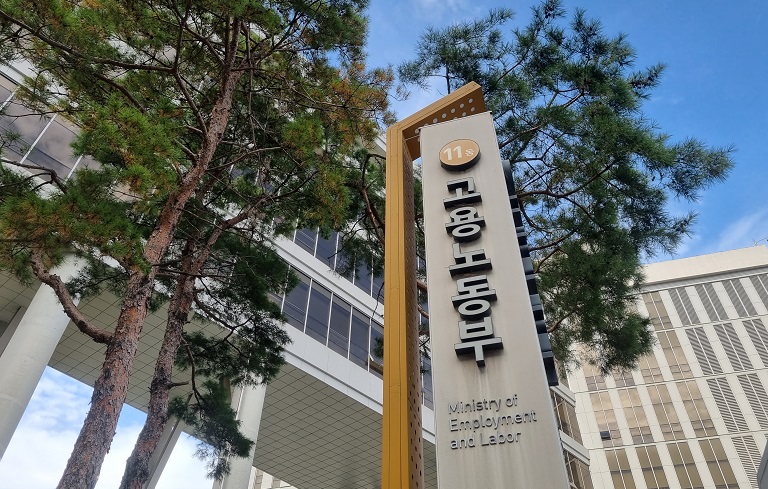 11동
고용노동부
Ministry of
Employment
and Labor